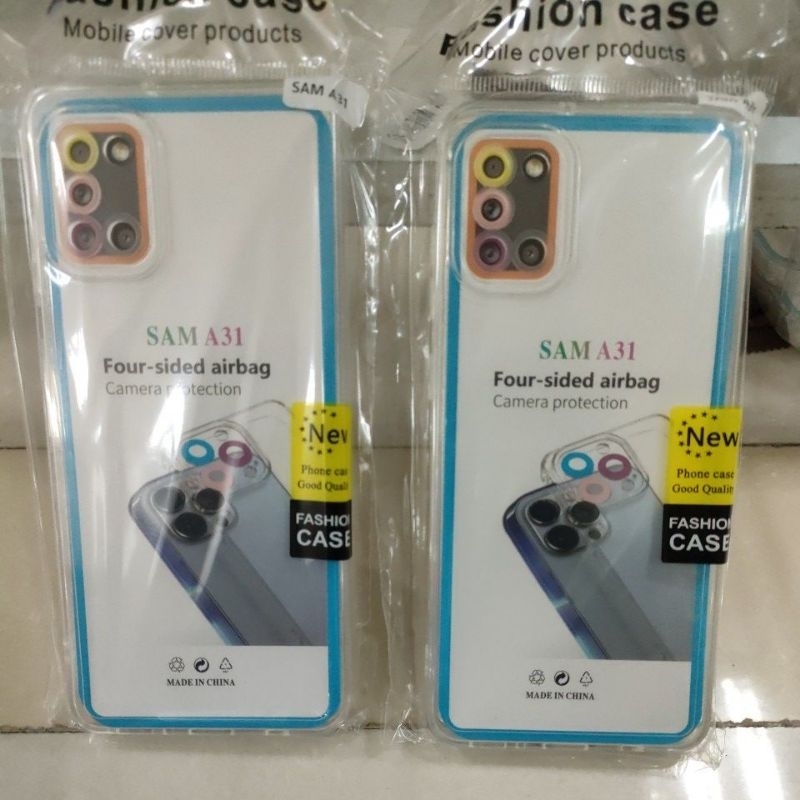 Fashion case
Mobile cover products
SAM A31
SAM A31
Four-sided airbag
Camera protection
New
Phone case
Good Quali
FASHION
CASE
MADE IN CHINA
Fashion case
Mobile cover products
SAM A31
Four-sided airbag
Camera protection
New
Phone case
Good Quality
FASHION
CASE
MADE IN CHINA